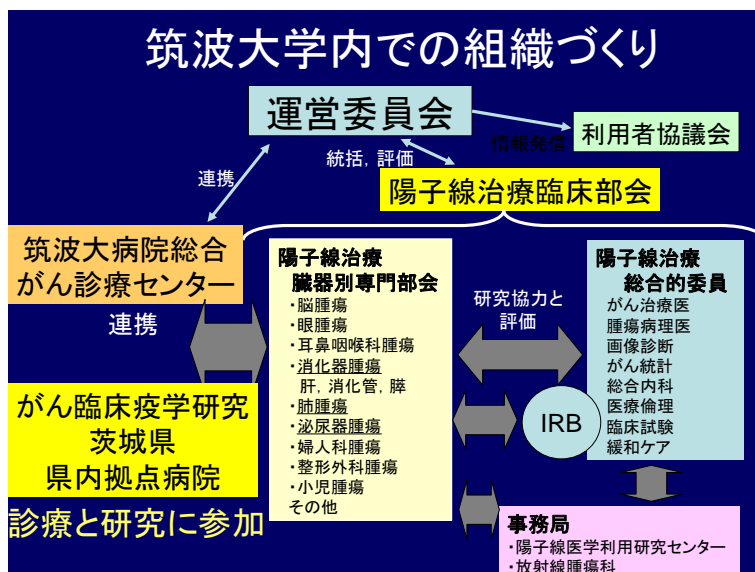 筑波大学内での組織づくり
運営委員会
情報発信
利用者協議会
連携
統括, 評価
陽子線治療臨床部会
筑波大病院総合
がん診療センター
連携
がん臨床疫学研究
茨城県
県内拠点病院
診療と研究に参加
陽子線治療
臓器別専門部会
・脳腫瘍
・眼腫瘍
・耳鼻咽喉科腫瘍
・消化器腫瘍
肝, 消化管, 膵
・肺腫瘍
・泌尿器腫瘍
・婦人科腫瘍
・整形外科腫瘍
・小児腫瘍
その他
研究協力と
評価
IRB
陽子線治療
総合的委員
がん治療医
腫瘍病理医
画像診断
がん統計
総合内科
医療倫理
臨床試験
緩和ケア
事務局
・陽子線医学利用研究センター
・放射線腫瘍科